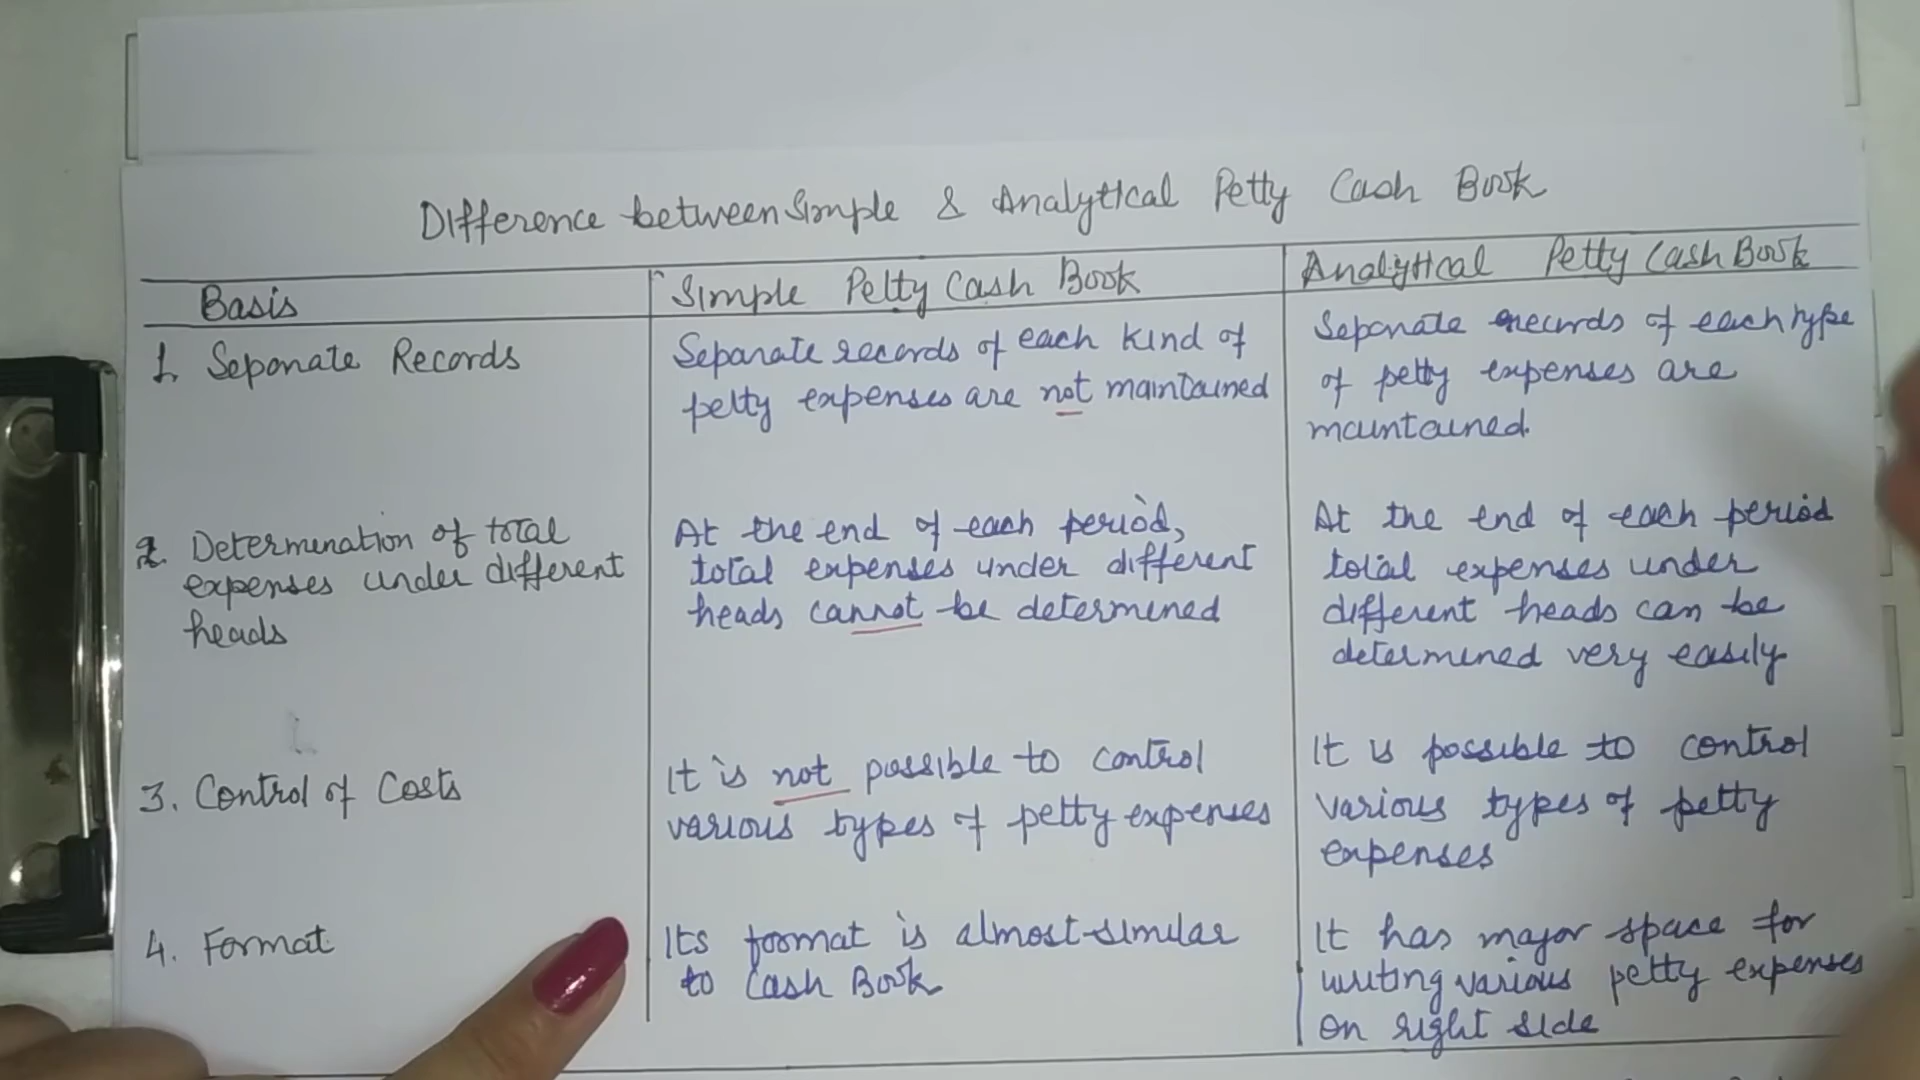 Difference between Simple & Analytical Petty Cash Book
Basis
Simple Petty Cash Book
Analytical Petty Cash Book
1. Separate Records
Separate records of each kind of
petty expenses are not maintained
Separate records of each type
of petty expenses are
maintained.
2. Determination of total
expenses under different
heads
At the end of each period,
total expenses under different
heads cannot be determined
At the end of each period
total expenses under
different heads can be
determined very easily
3. Control of Costs
It is not possible to control
various types of petty expenses
It is possible to control
various types of petty
expenses
4. Format
Its format is almost similar
to Cash Book
It has major space for
writing various petty expenses
on right side